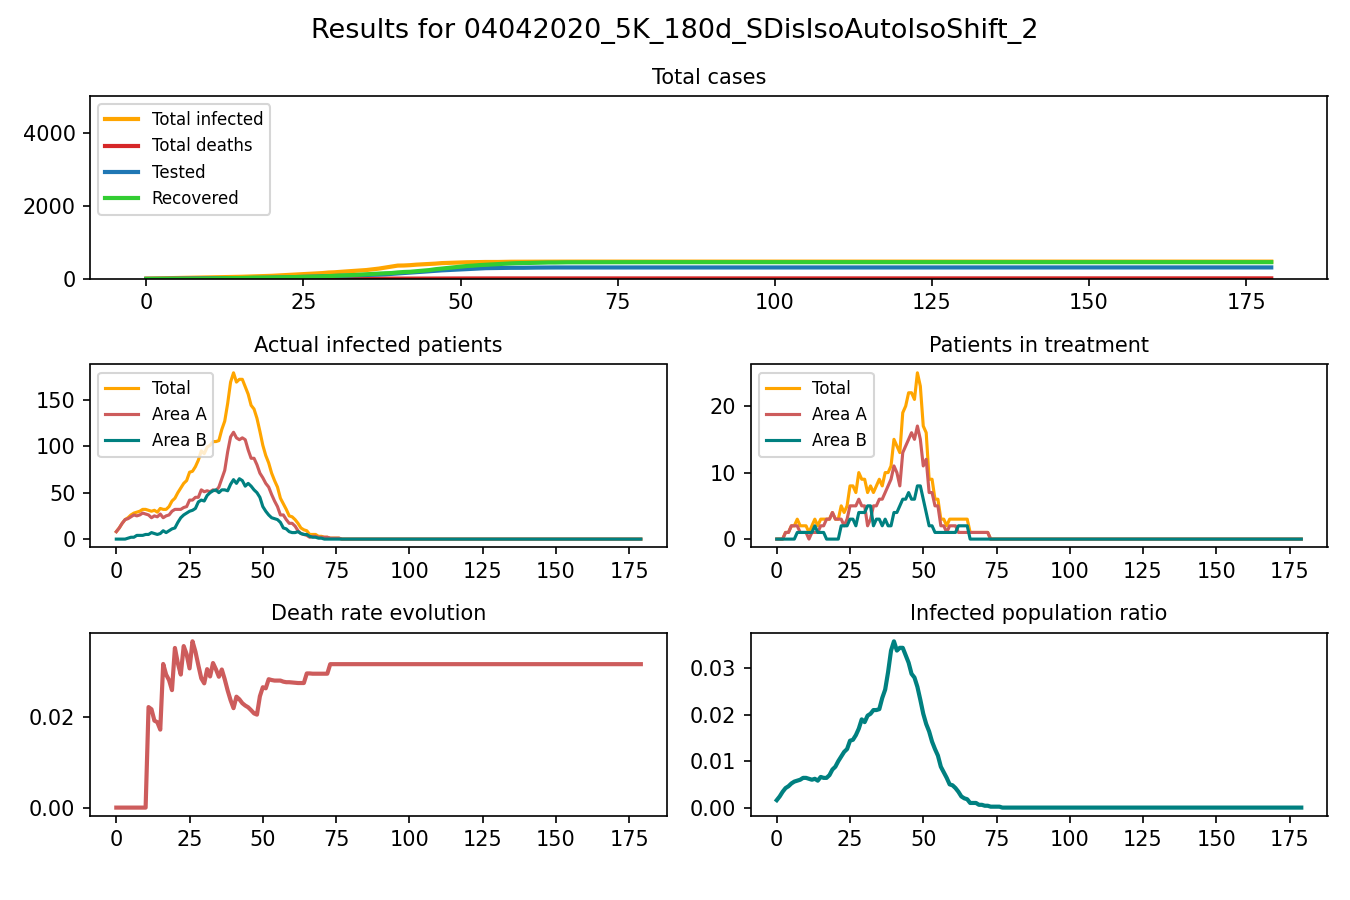 Results for 04042020_5K_180d_SDisIsoAutoIsoShift_2
Total cases
Total infected
Total deaths
Tested
Recovered
4000
2000
0
0 25 50 75 100 125 150 175
Actual infected patients
Total
Area A
Area B
150
100
50
0
0 25 50 75 100 125 150 175
Patients in treatment
Total
Area A
Area B
20
10
0
0 25 50 75 100 125 150 175
Death rate evolution
0.02
0.00
0 25 50 75 100 125 150 175
Infected population ratio
0.03
0.02
0.01
0.00
0 25 50 75 100 125 150 175